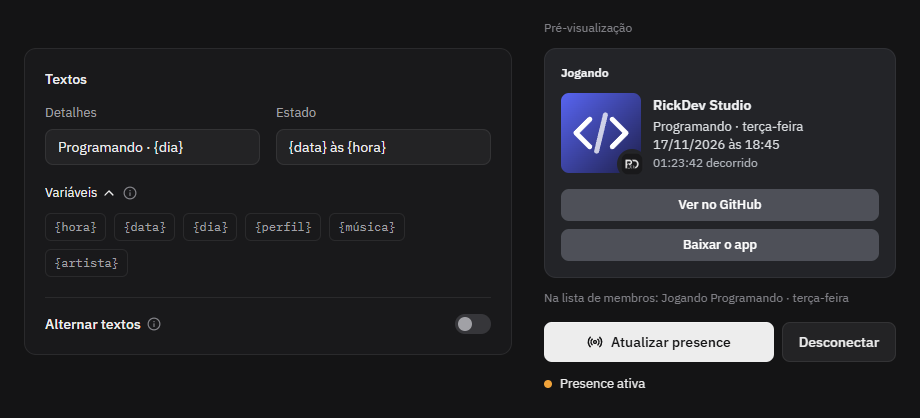 Pré-visualização
Textos
Detalhes
Estado
Programando · {dia}
{data} às {hora}
Variáveis
{hora}
{data}
{dia}
{perfil}
{música}
{artista}
Alternar textos
Jogando
RickDev Studio
Programando · terça-feira
17/11/2026 às 18:45
01:23:42 decorrido
RD
Ver no GitHub
Baixar o app
Na lista de membros: Jogando Programando · terça-feira
Atualizar presence
Desconectar
Presence ativa